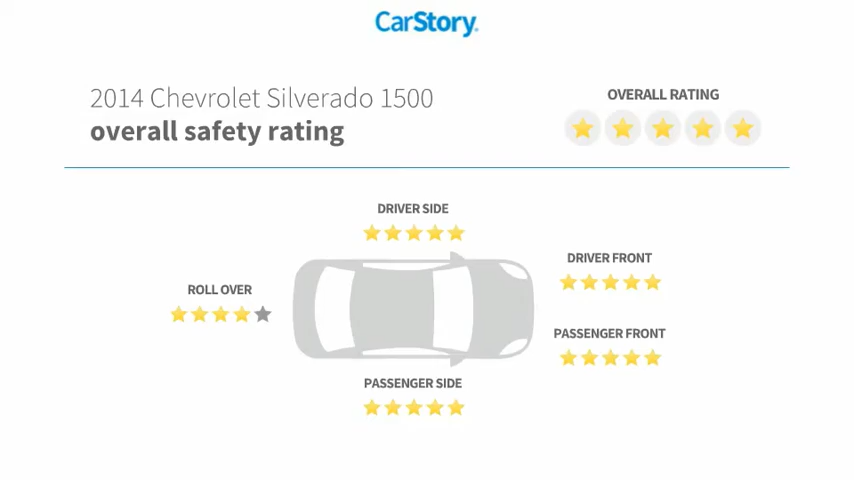 CarStory.
2014 Chevrolet Silverado 1500
overall safety rating
OVERALL RATING
DRIVER SIDE
DRIVER FRONT
ROLL OVER
PASSENGER FRONT
PASSENGER SIDE